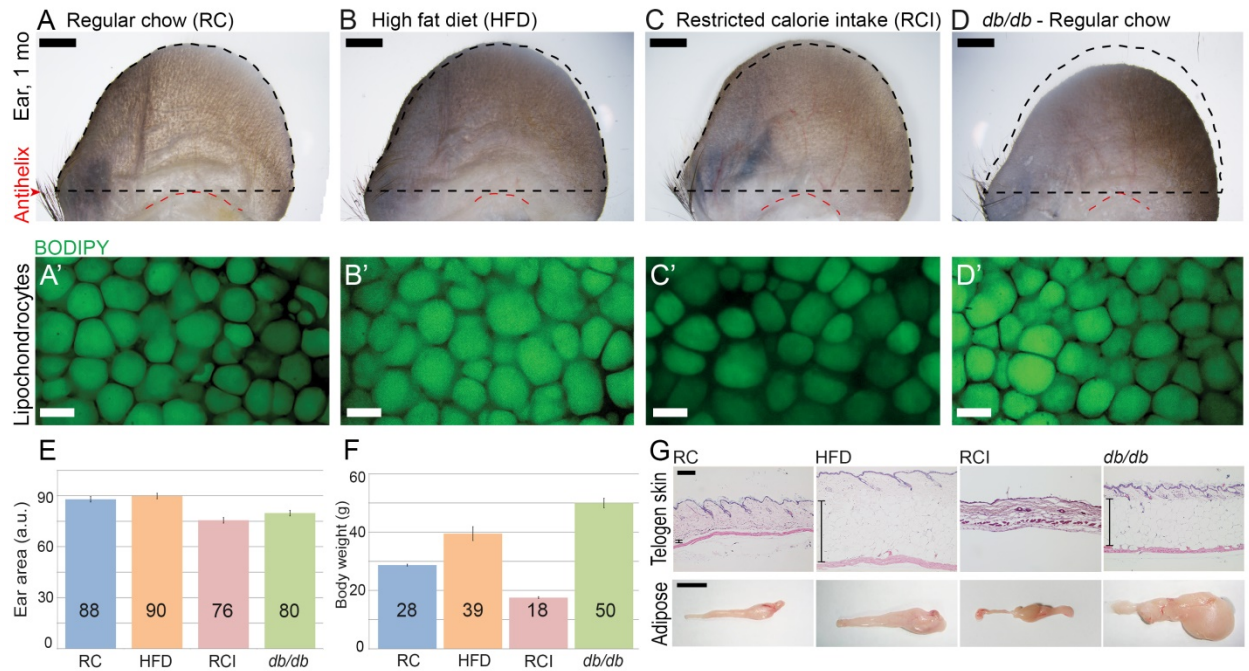 A Regular chow (RC)
B High fat diet (HFD)
C Restricted calorie intake (RCI)
D db/db - Regular chow
Ear, 1 mo
Antihelix
BODIPY
Lipochondrocytes
A'
B'
C'
D'
E
Ear area (a.u.)
90
60
30
0
88
90
76
80
RC
HFD
RCI
db/db
F
Body weight (g)
60
40
20
0
28
39
18
50
RC
HFD
RCI
db/db
G
RC
HFD
RCI
db/db
Telogen skin
Adipose